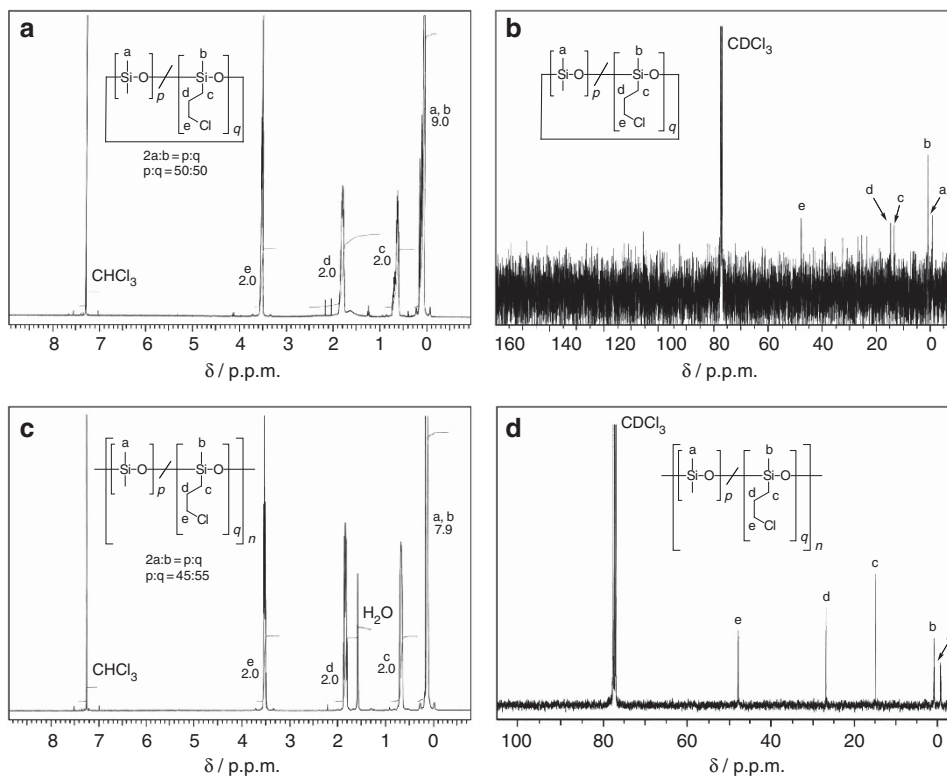 a
a
b
Si
O
Si
O
p
d
c
e
Cl
q
2a:b = p:q
p:q = 50:50
CHCl3
e
2.0
d
2.0
c
2.0
a, b
9.0
8
7
6
5
4
3
2
1
0
δ / p.p.m.
b
CDCl3
a
b
Si
O
Si
O
p
d
c
e
Cl
q
e
d
c
b
a
160
140
120
100
80
60
40
20
0
δ / p.p.m.
c
a
b
Si
O
Si
O
p
d
c
e
Cl
q
n
2a:b = p:q
p:q = 45:55
CHCl3
e
2.0
d
2.0
H2O
c
2.0
a, b
7.9
8
7
6
5
4
3
2
1
0
δ / p.p.m.
d
CDCl3
a
b
Si
O
Si
O
p
d
c
e
Cl
q
n
e
d
c
b
100
80
60
40
20
0
δ / p.p.m.